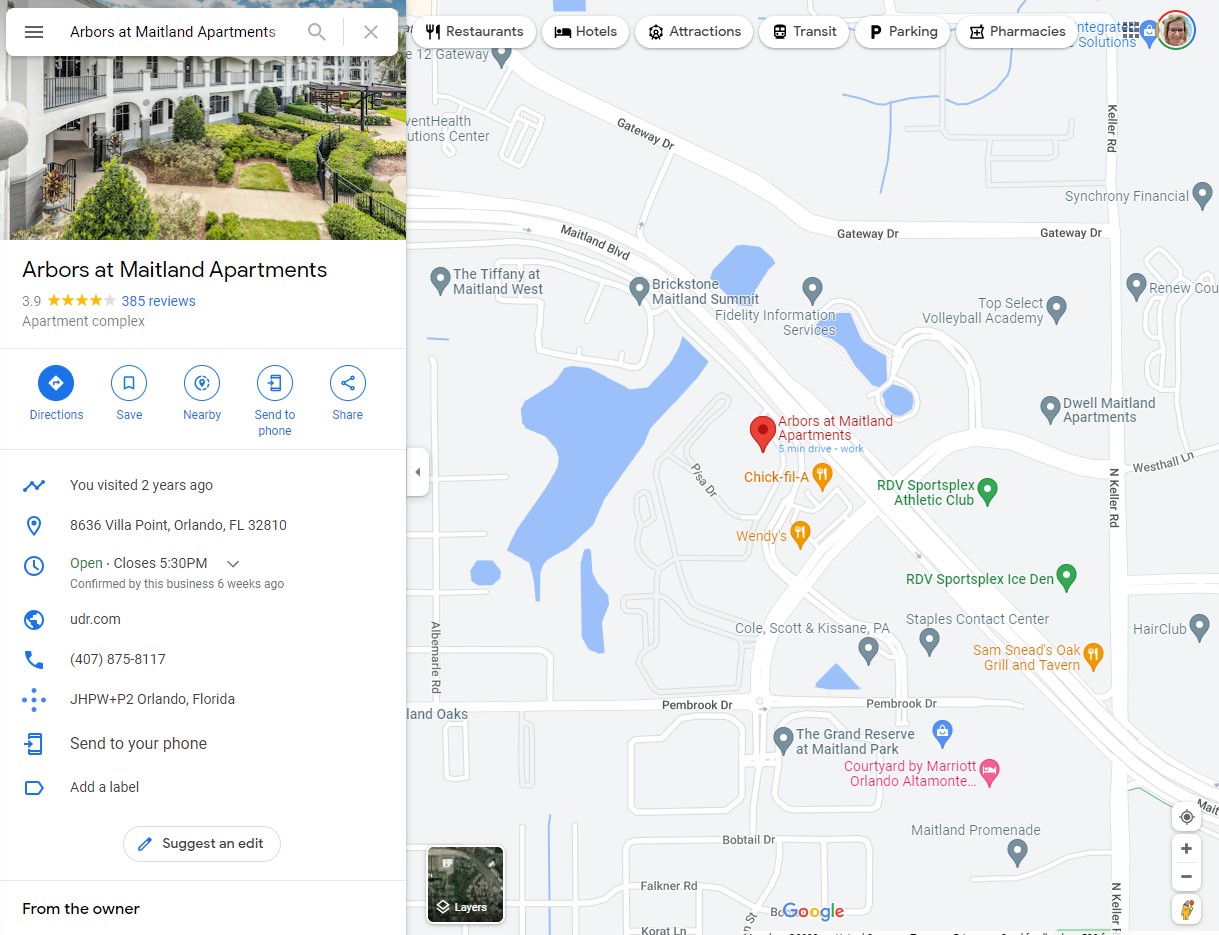 Arbors at Maitland Apartments
Restaurants
Hotels
Attractions
Transit
Parking
Pharmacies
Arbors at Maitland Apartments
3.9
385 reviews
Apartment complex
Directions
Save
Nearby
Send to
phone
Share
You visited 2 years ago
8636 Villa Point, Orlando, FL 32810
Open · Closes 5:30PM
Confirmed by this business 6 weeks ago
udr.com
(407) 875-8117
JHPW+P2 Orlando, Florida
Send to your phone
Add a label
Suggest an edit
From the owner
e 12 Gateway
ventHealth
utions Center
Gateway Dr
Solutions
Keller Rd
Synchrony Financial
Maitland Blvd
Gateway Dr
Gateway Dr
The Tiffany at
Maitland West
Brickstone
Maitland Summit
Fidelity Information
Services
Top Select
Volleyball Academy
Renew Cou
Dwell Maitland
Apartments
Arbors at Maitland
Apartments
5 min drive - work
Chick-fil-A
Pisa Dr
Westhall Ln
RDV Sportsplex
Athletic Club
N Keller Rd
Wendy's
RDV Sportsplex Ice Den
Albemarle Rd
Cole, Scott & Kissane, PA
Staples Contact Center
HairClub
Sam Snead's Oak
Grill and Tavern
land Oaks
Pembrook Dr
Pembrook Dr
The Grand Reserve
at Maitland Park
Courtyard by Marriott
Orlando Altamonte...
Mait
Maitland Promenade
Bobtail Dr
Falkner Rd
Layers
Google
N Keller R
Korat Ln